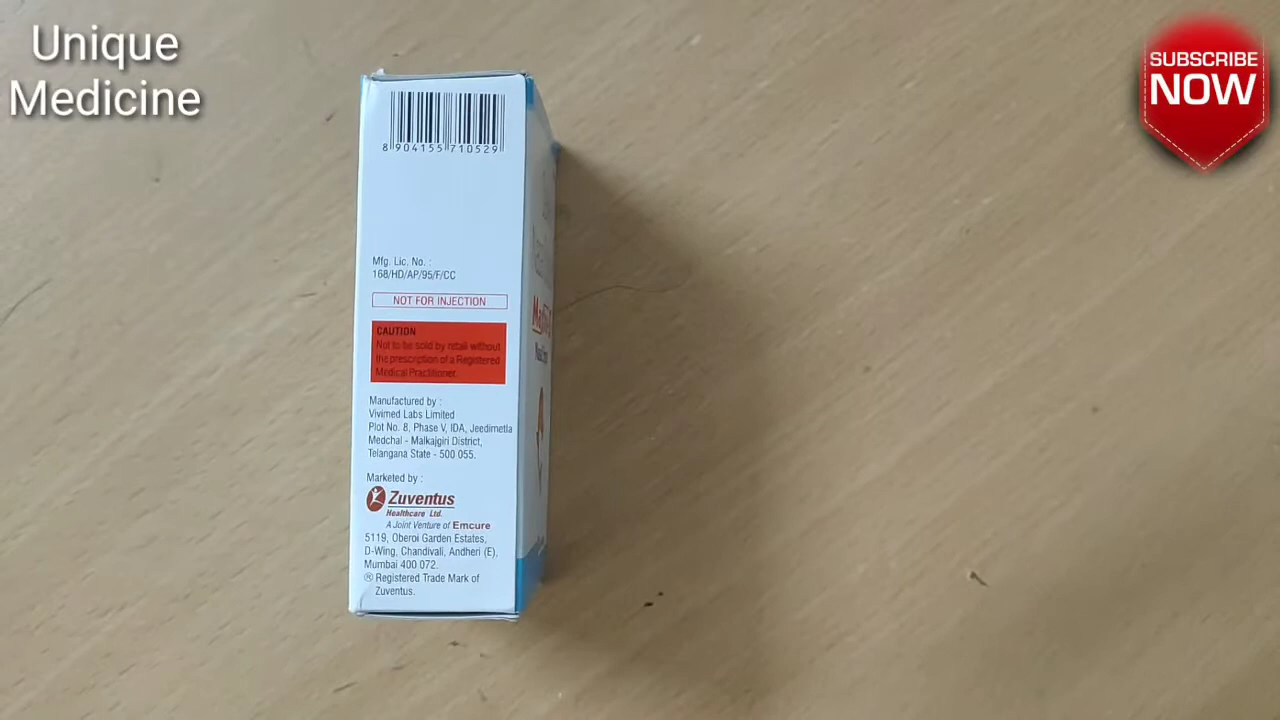 Unique
Medicine
SUBSCRIBE
NOW
8 904155 710529
Mfg. Lic. No. :
168/HD/AP/95/F/CC
NOT FOR INJECTION
CAUTION
Not to be sold by retail without
the prescription of a Registered
Medical Practitioner.
Manufactured by :
Vivimed Labs Limited
Plot No. 8, Phase V, IDA, Jeedimetla
Medchal - Malkajgiri District,
Telangana State - 500 055.
Marketed by :
Zuventus
Healthcare Ltd.
A Joint Venture of Emcure
5119, Oberoi Garden Estates,
D-Wing, Chandivali, Andheri (E),
Mumbai 400 072.
® Registered Trade Mark of
Zuventus.